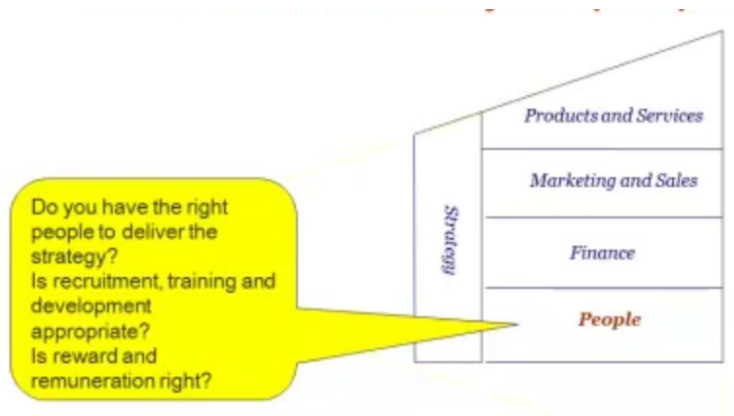 Do you have the right
people to deliver the
strategy?
Is recruitment, training and
development
appropriate?
Is reward and
remuneration right?
Strategy
Products and Services
Marketing and Sales
Finance
People